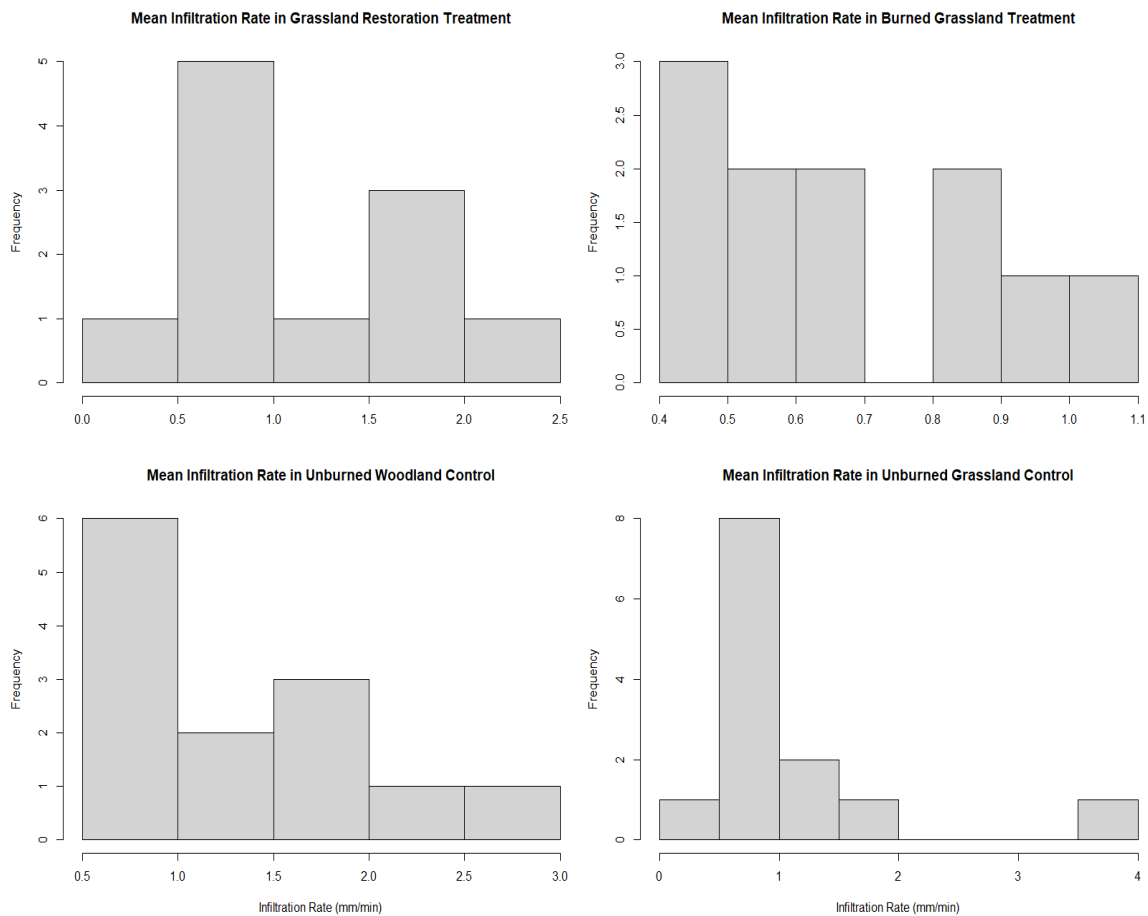 Mean Infiltration Rate in Grassland Restoration Treatment
Frequency
5
4
3
2
1
0
0.0 0.5 1.0 1.5 2.0 2.5
Mean Infiltration Rate in Burned Grassland Treatment
Frequency
3.0
2.5
2.0
1.5
1.0
0.5
0.0
0.4 0.5 0.6 0.7 0.8 0.9 1.0 1.1
Mean Infiltration Rate in Unburned Woodland Control
Frequency
6
5
4
3
2
1
0
0.5 1.0 1.5 2.0 2.5 3.0
Infiltration Rate (mm/min)
Mean Infiltration Rate in Unburned Grassland Control
Frequency
8
6
4
2
0
0 1 2 3 4
Infiltration Rate (mm/min)